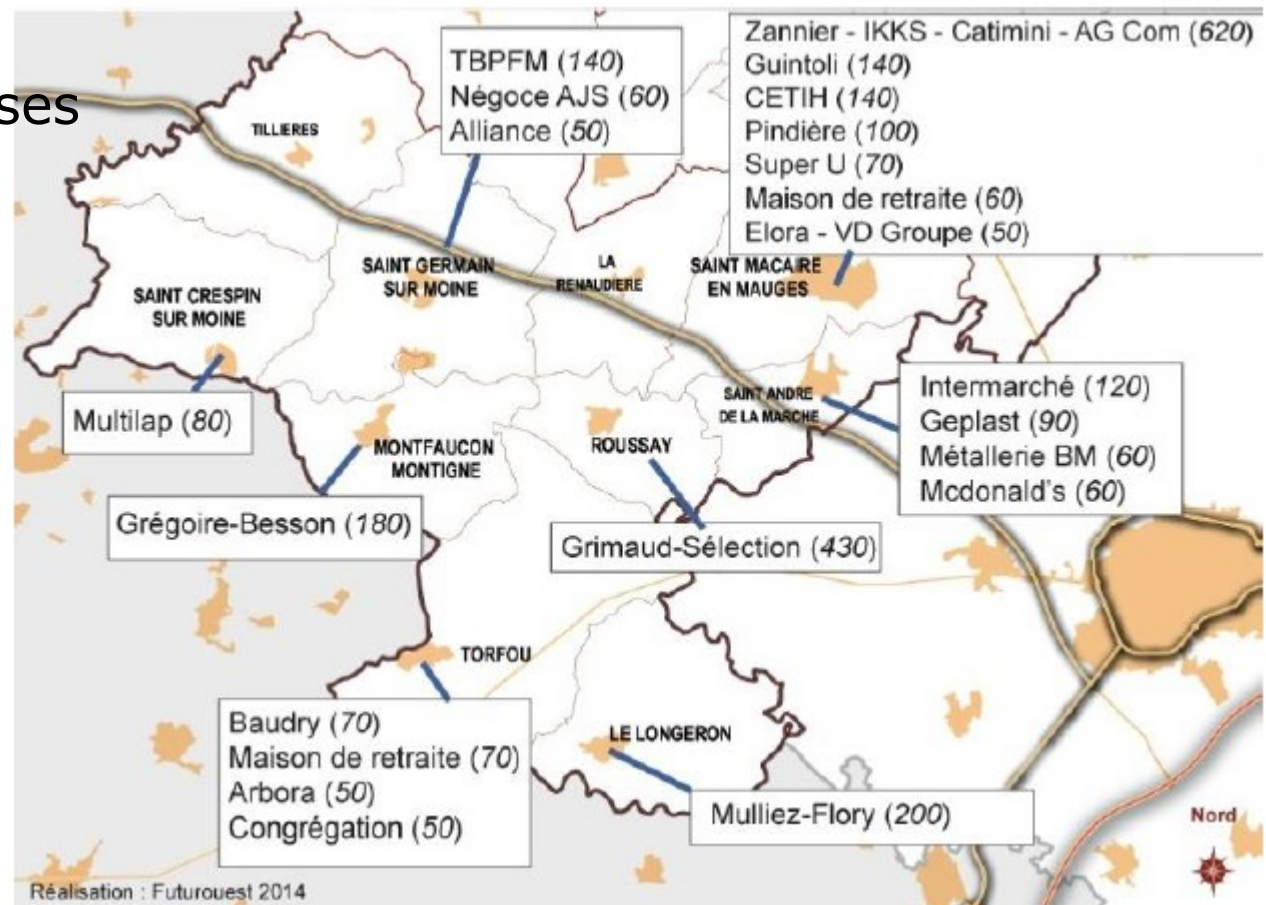 ses
TBPFM (140)
Négoce AJS (60)
Alliance (50)
Zannier - IKKS - Catimini - AG Com (620)
Guintoli (140)
CETIH (140)
Pindière (100)
Super U (70)
Maison de retraite (60)
Elora - VD Groupe (50)
TILLIERES
SAINT GERMAIN
SUR MOINE
LA
RENAUDIERE
SAINT MACAIRE
EN MAUGES
SAINT CRESPIN
SUR MOINE
Multilap (80)
MONTFAUCON
MONTIGNE
ROUSSAY
SAINT ANDRE
DE LA MARCHE
Intermarché (120)
Geplast (90)
Métallerie BM (60)
Mcdonald's (60)
Grégoire-Besson (180)
Grimaud-Sélection (430)
TORFOU
Baudry (70)
Maison de retraite (70)
Arbora (50)
Congrégation (50)
LE LONGERON
Mulliez-Flory (200)
Nord
Réalisation : Futurouest 2014